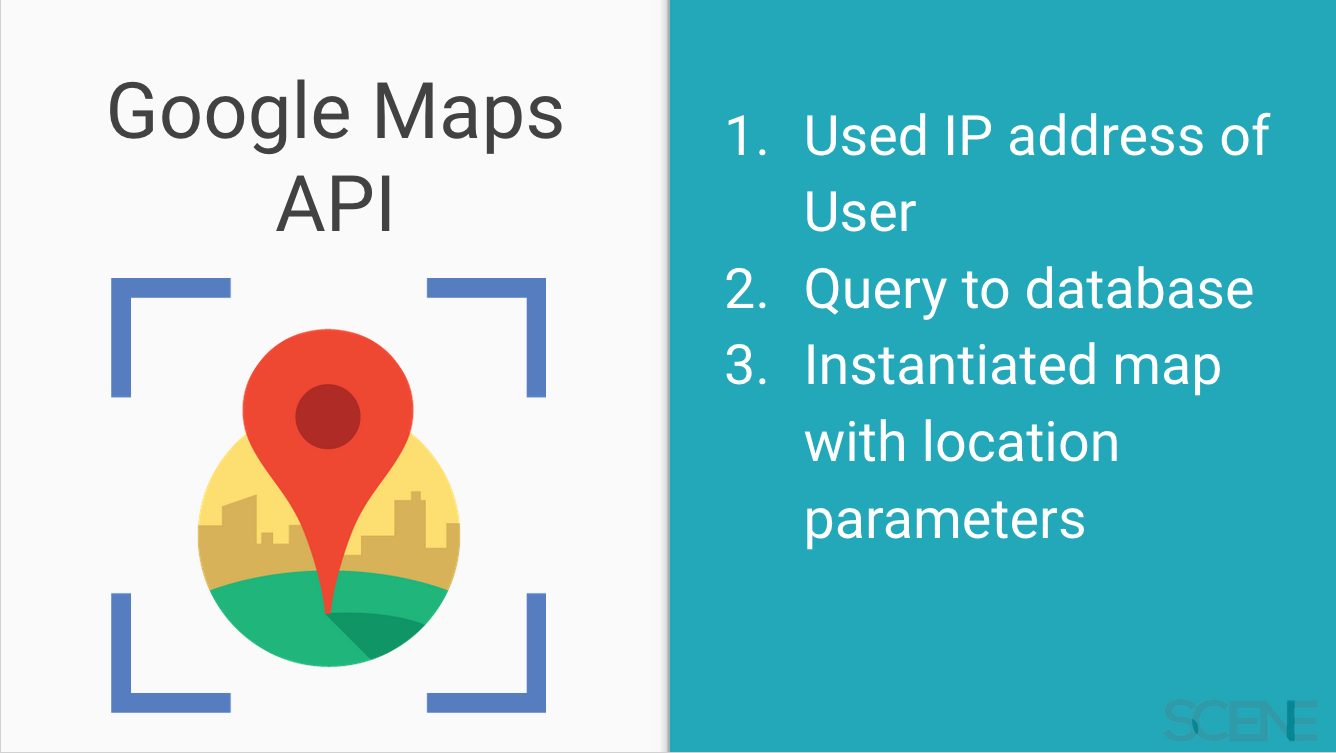 Google Maps
API
1. Used IP address of
User
2. Query to database
3. Instantiated map
with location
parameters
SCENE